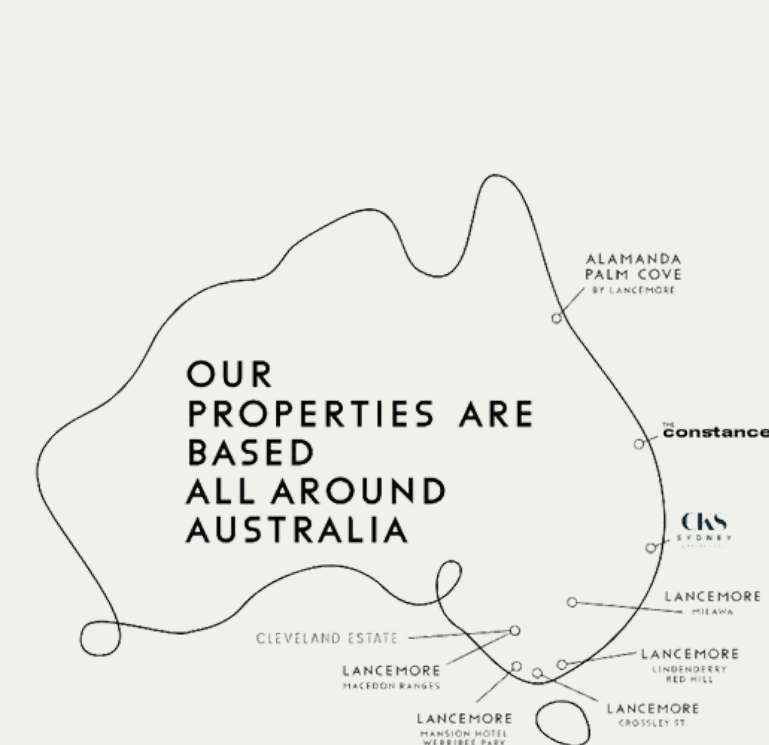 ALAMANDA
PALM COVE
BY LANCEMORE
OUR
PROPERTIES ARE
BASED
ALL AROUND
AUSTRALIA
THE
constance
CKS
SYDNEY
LANCEMORE
MILAWA
CLEVELAND ESTATE
LANCEMORE
MACEDON RANGES
LANCEMORE
LINDENDERRY
RED HILL
LANCEMORE
CROSSLEY ST.
LANCEMORE
MANSION HOTEL
WERRIBEE PARK